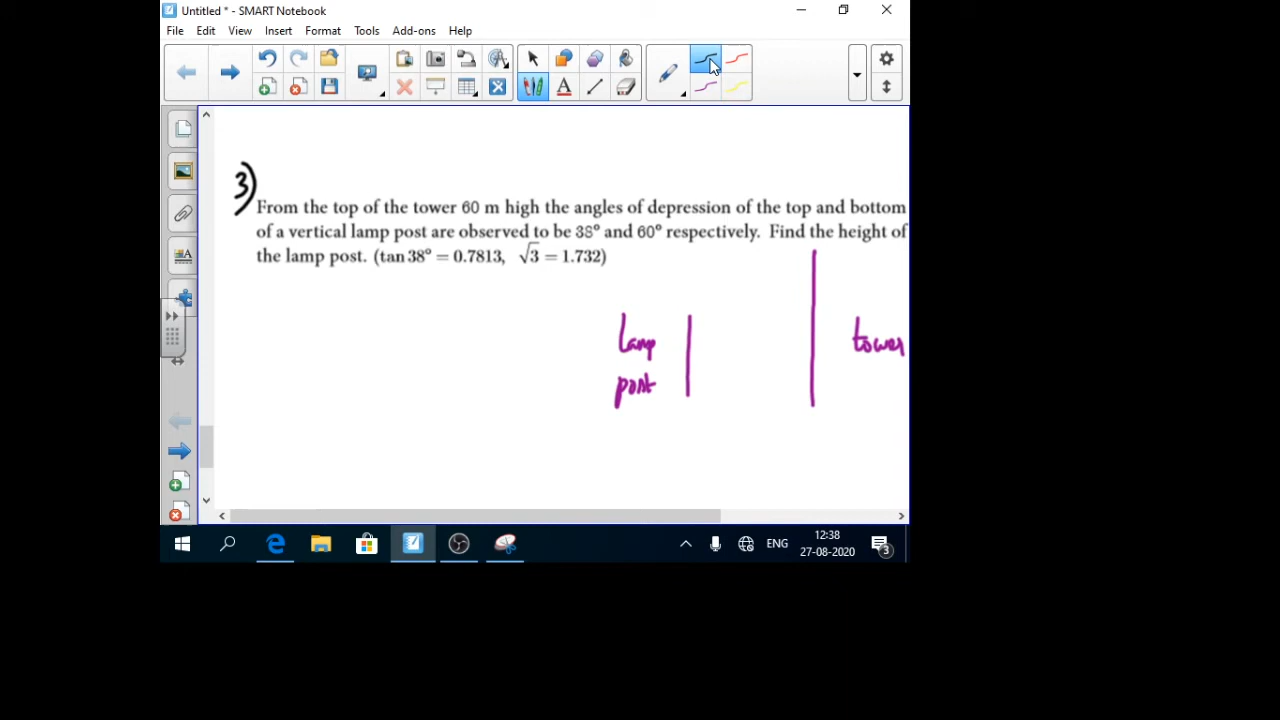 Untitled * - SMART Notebook
File Edit View Insert Format Tools Add-ons Help
3)
From the top of the tower 60 m high the angles of depression of the top and bottom
of a vertical lamp post are observed to be 38° and 60° respectively. Find the height of
the lamp post. (tan 38° = 0.7813, √3 = 1.732)
lamp
post
tower
ENG
12:38
27-08-2020
3